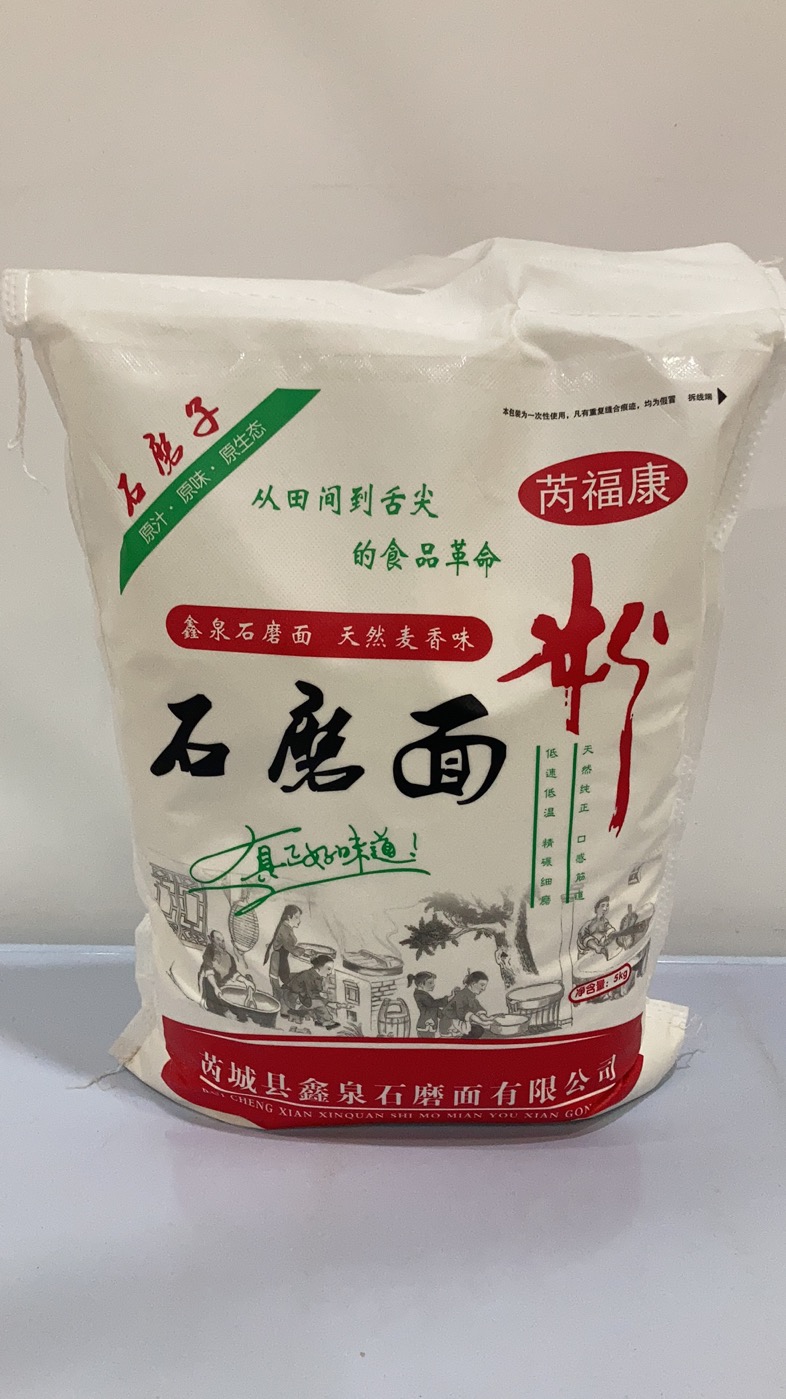 本包装为一次性使用，凡有重复缝合痕迹，均为假冒 拆线端
石磨子
原汁·原味·原生态
芮福康
从田间到舌尖
的食品革命
鑫泉石磨面 天然麦香味
石磨面
粉
天然纯正 口感筋道
低速低温 精碾细磨
真正好味道！
净含量：5kg
芮城县鑫泉石磨面有限公司
CHENG XIAN XINQUAN SHI MO MIAN YOU XIAN GON